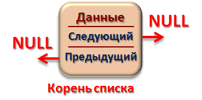 Данные
NULL
Следующий
NULL
Предыдущий
Корень списка